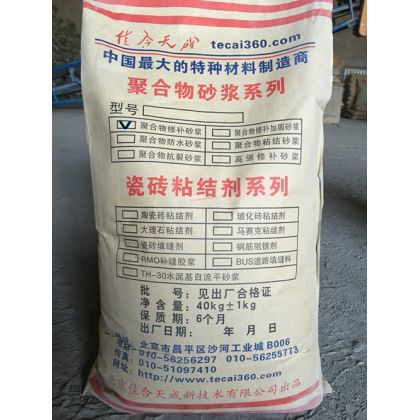 佳合天成 tecai360.com
中国最大的特种材料制造商
聚合物砂浆系列
型号
聚合物修补砂浆 聚合物修补加固砂浆
聚合物防水砂浆 聚合物粘结砂浆
聚合物抗裂砂浆 高强修补砂浆
瓷砖粘结剂系列
陶瓷砖粘结剂 玻化砖粘结剂
大理石粘结剂 马赛克粘结剂
瓷砖填缝剂 钢筋阻锈剂
RMO补缝胶浆 BUS道路填缝料
TH-30水泥基自流平砂浆
批号:见出厂合格证
净含量:40kg±1kg
保质期:6个月
出厂日期: 年 月 日
地址:北京市昌平区沙河工业城B006
电话:010-56256297 010-56255773
传真:010-51097410
网址:http://www.tecai360.com
北京佳合天成新技术有限公司出品